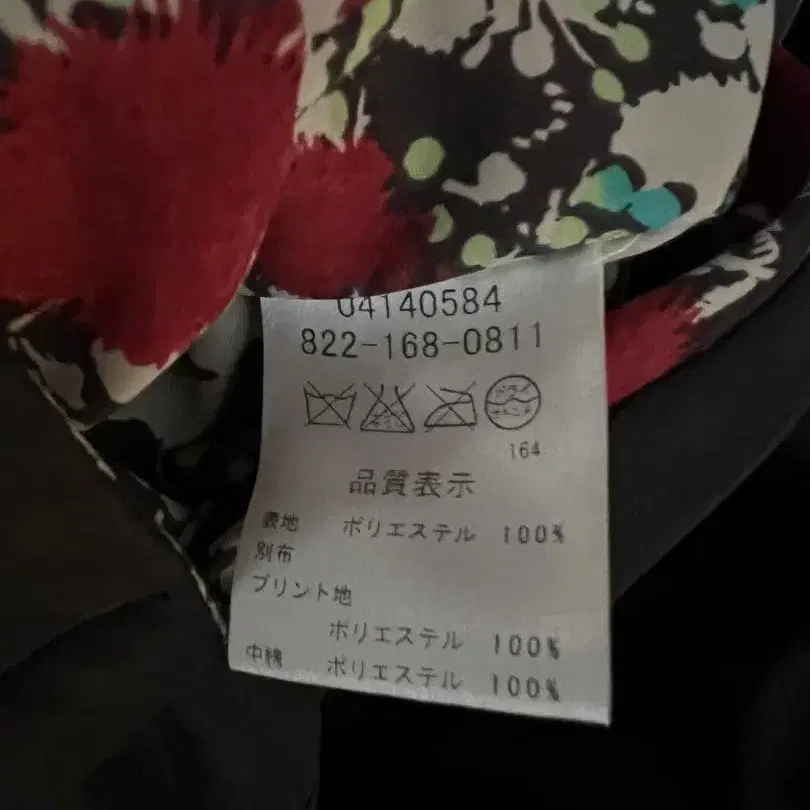 04140584
822-168-0811
164
品質表示
表地 ポリエステル 100%
別布
プリント地
ポリエステル 100%
中綿 ポリエステル 100%